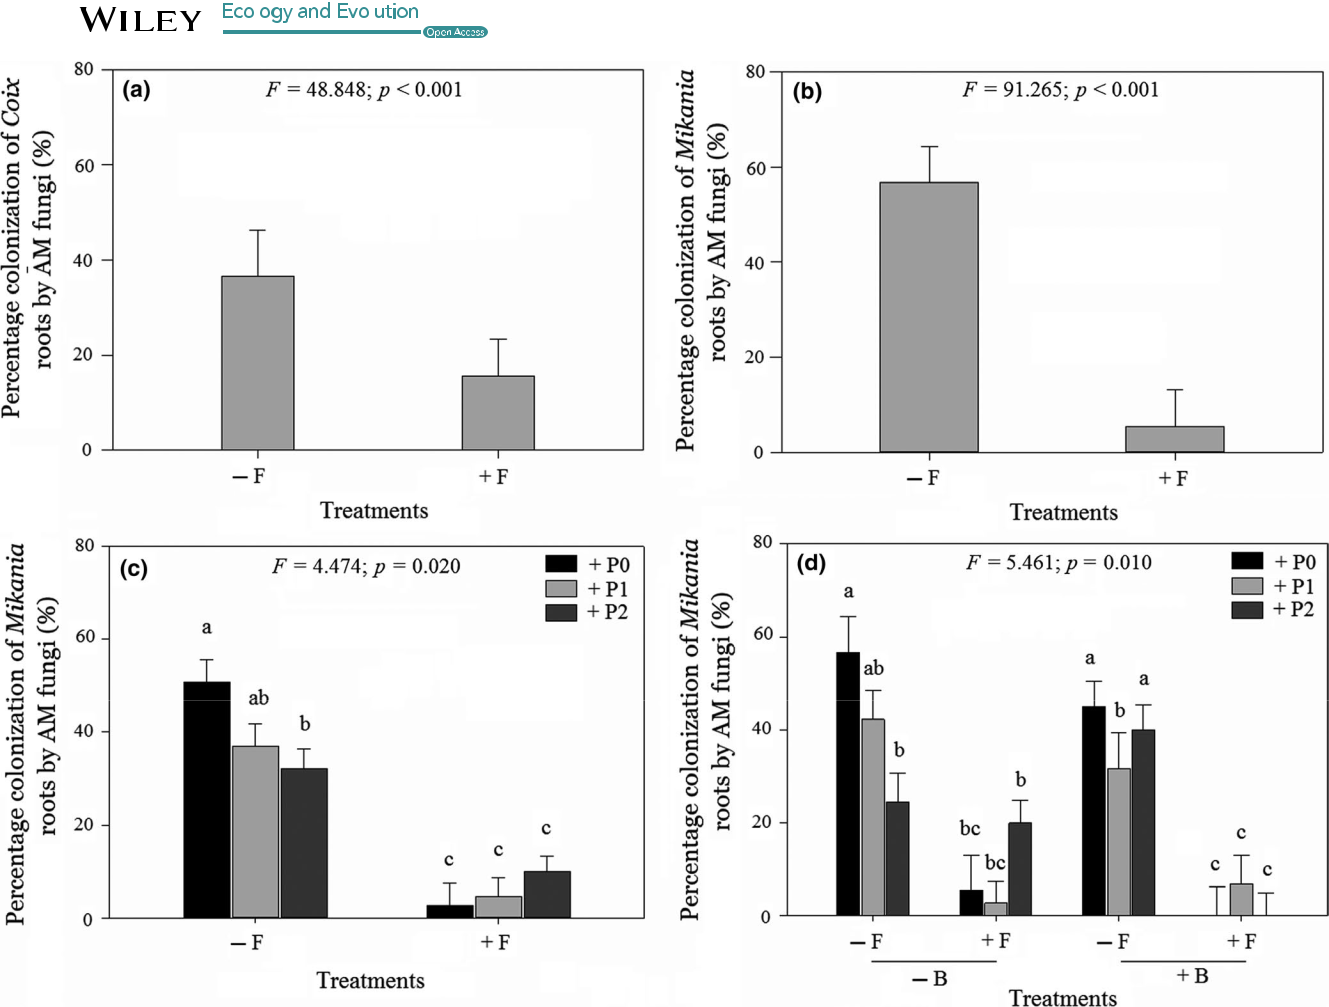 WILEY
Eco ogy and Evo ution
Open Access
Percentage colonization of Coix
roots by AM fungi (%)
80
60
40
20
0
(a)
F = 48.848; p < 0.001
– F
+ F
Treatments
Percentage colonization of Mikania
roots by AM fungi (%)
80
60
40
20
0
(b)
F = 91.265; p < 0.001
– F
+ F
Treatments
Percentage colonization of Mikania
roots by AM fungi (%)
80
60
40
20
0
(c)
F = 4.474; p = 0.020
+ P0
+ P1
+ P2
a
ab
b
c
c
c
– F
+ F
Treatments
Percentage colonization of Mikania
roots by AM fungi (%)
80
60
40
20
0
(d)
F = 5.461; p = 0.010
+ P0
+ P1
+ P2
a
ab
b
bc
bc
b
a
b
a
c
c
c
– F
+ F
– F
+ F
– B
+ B
Treatments